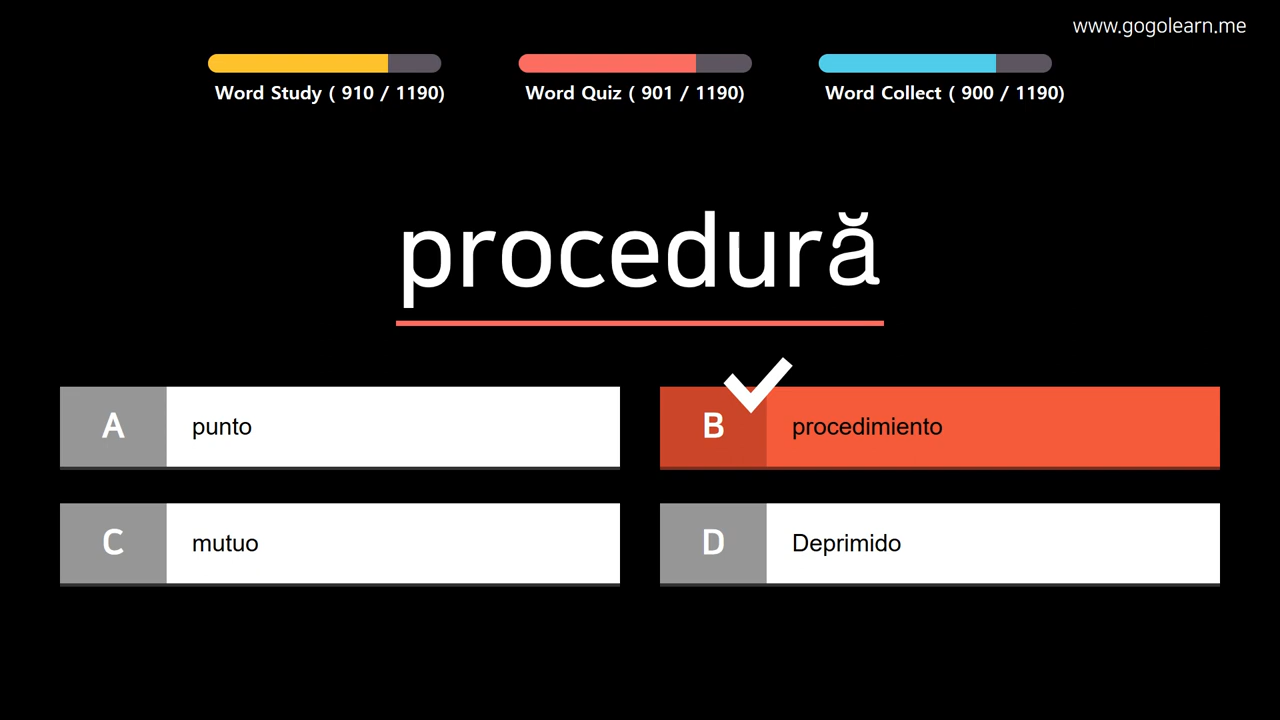 www.gogolearn.me
Word Study ( 910 / 1190)
Word Quiz ( 901 / 1190)
Word Collect ( 900 / 1190)
procedură
A punto
B procedimiento
C mutuo
D Deprimido